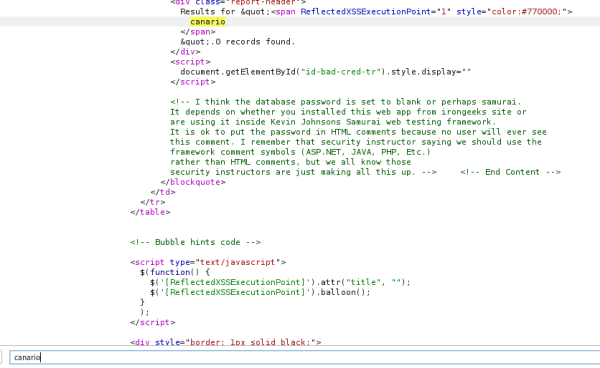 <div class="report-header">
Results for &quot;<span ReflectedXSSExecutionPoint="1" style="color:#770000;">
canario
</span>
&quot;.0 records found.
</div>
<script>
document.getElementById("id-bad-cred-tr").style.display=""
</script>
<!-- I think the database password is set to blank or perhaps samurai.
It depends on whether you installed this web app from irongeeks site or
are using it inside Kevin Johnsons Samurai web testing framework.
It is ok to put the password in HTML comments because no user will ever see
this comment. I remember that security instructor saying we should use the
framework comment symbols (ASP.NET, JAVA, PHP, Etc.)
rather than HTML comments, but we all know those
security instructors are just making all this up. --> <!-- End Content -->
</blockquote>
</td>
</tr>
</table>
<!-- Bubble hints code -->
<script type="text/javascript">
$(function() {
$('[ReflectedXSSExecutionPoint]').attr("title", "");
$('[ReflectedXSSExecutionPoint]').balloon();
}
);
</script>
<div style="border: 1px solid black;">
canario